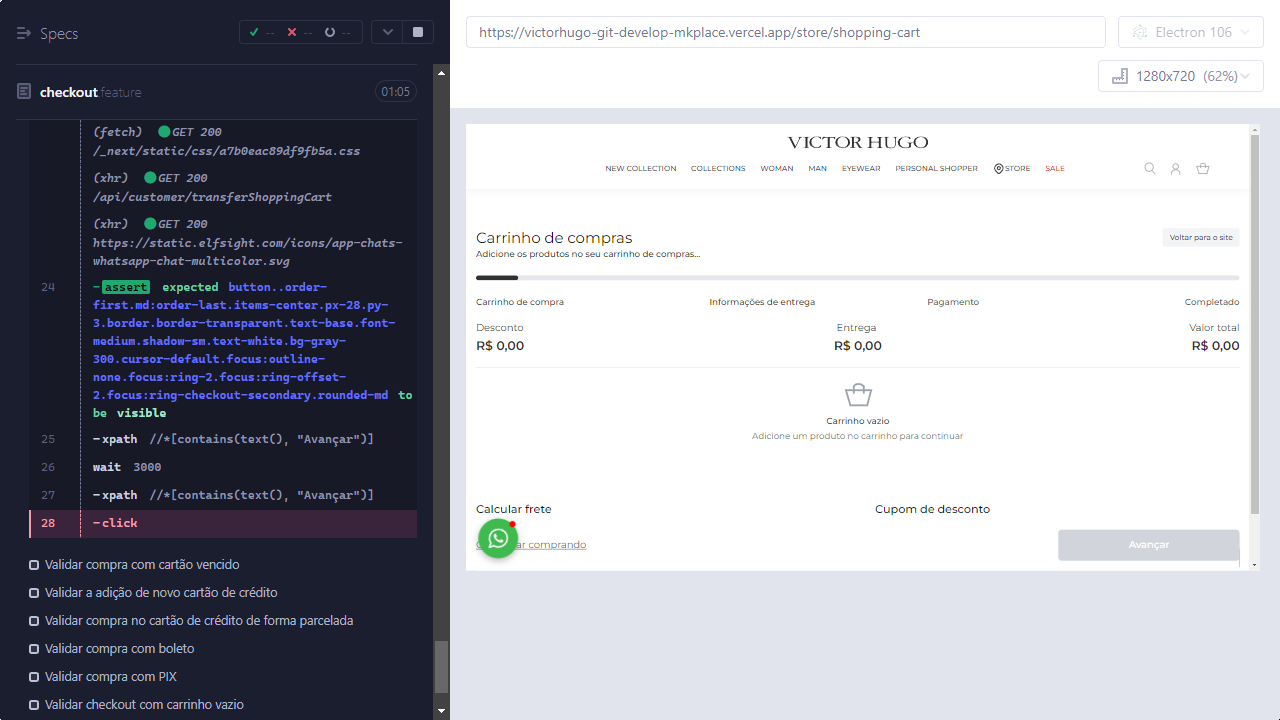 Specs
--
--
--
checkout.feature
01:05
(fetch) GET 200
/_next/static/css/a7b0eac89df9fb5a.css
(xhr) GET 200
/api/customer/transferShoppingCart
(xhr) GET 200
https://static.elfsight.com/icons/app-chats-
whatsapp-chat-multicolor.svg
24 -assert expected button..order-
first.md:order-last.items-center.px-28.py-
3.border.border-transparent.text-base.font-
medium.shadow-sm.text-white.bg-gray-
300.cursor-default.focus:outline-
none.focus:ring-2.focus:ring-offset-
2.focus:ring-checkout-secondary.rounded-md to
be visible
25 -xpath //*[contains(text(), "Avançar")]
26 wait 3000
27 -xpath //*[contains(text(), "Avançar")]
28 -click
Validar compra com cartão vencido
Validar a adição de novo cartão de crédito
Validar compra no cartão de crédito de forma parcelada
Validar compra com boleto
Validar compra com PIX
Validar checkout com carrinho vazio
https://victorhugo-git-develop-mkplace.vercel.app/store/shopping-cart
Electron 106
1280x720 (62%)
VICTOR HUGO
NEW COLLECTION COLLECTIONS WOMAN MAN EYEWEAR PERSONAL SHOPPER STORE SALE
Carrinho de compras
Voltar para o site
Adicione os produtos no seu carrinho de compras...
Carrinho de compra Informações de entrega Pagamento Completado
Desconto Entrega Valor total
R$ 0,00 R$ 0,00 R$ 0,00
Carrinho vazio
Adicione um produto no carrinho para continuar
Calcular frete Cupom de desconto
ar comprando
Avançar